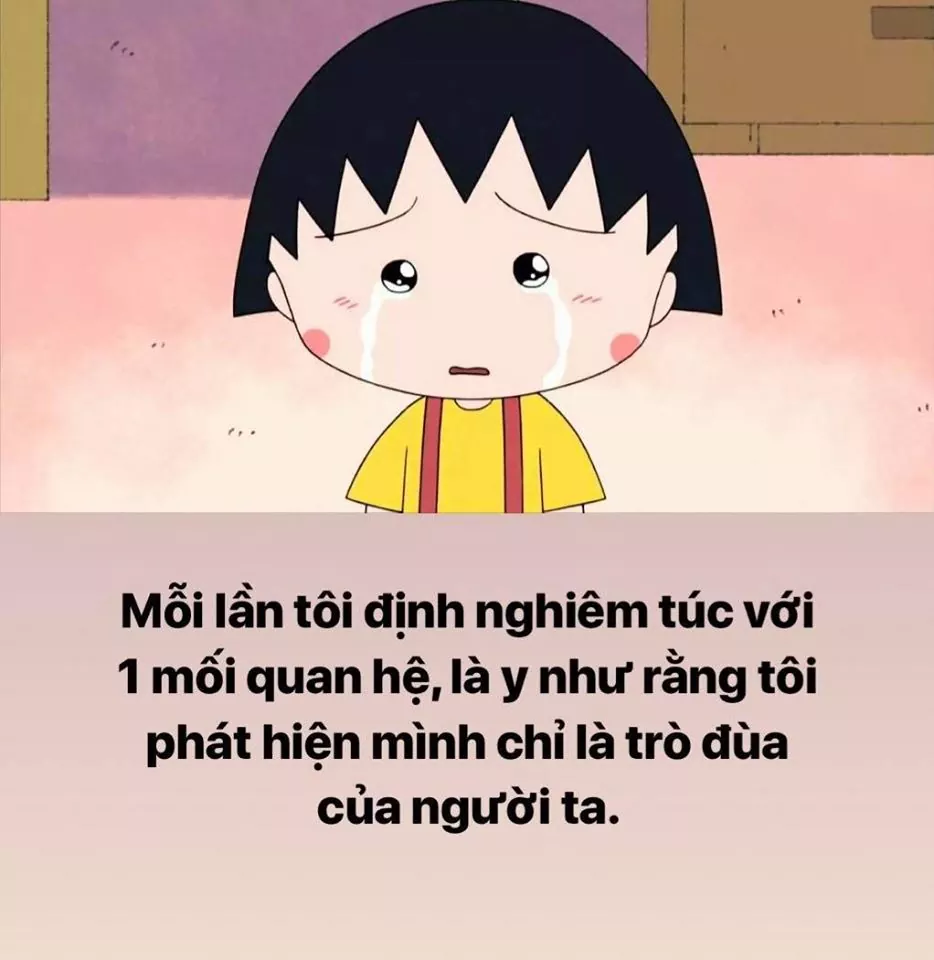 Mỗi lần tôi định nghiêm túc với
1 mối quan hệ, là y như rằng tôi
phát hiện mình chỉ là trò đùa
của người ta.